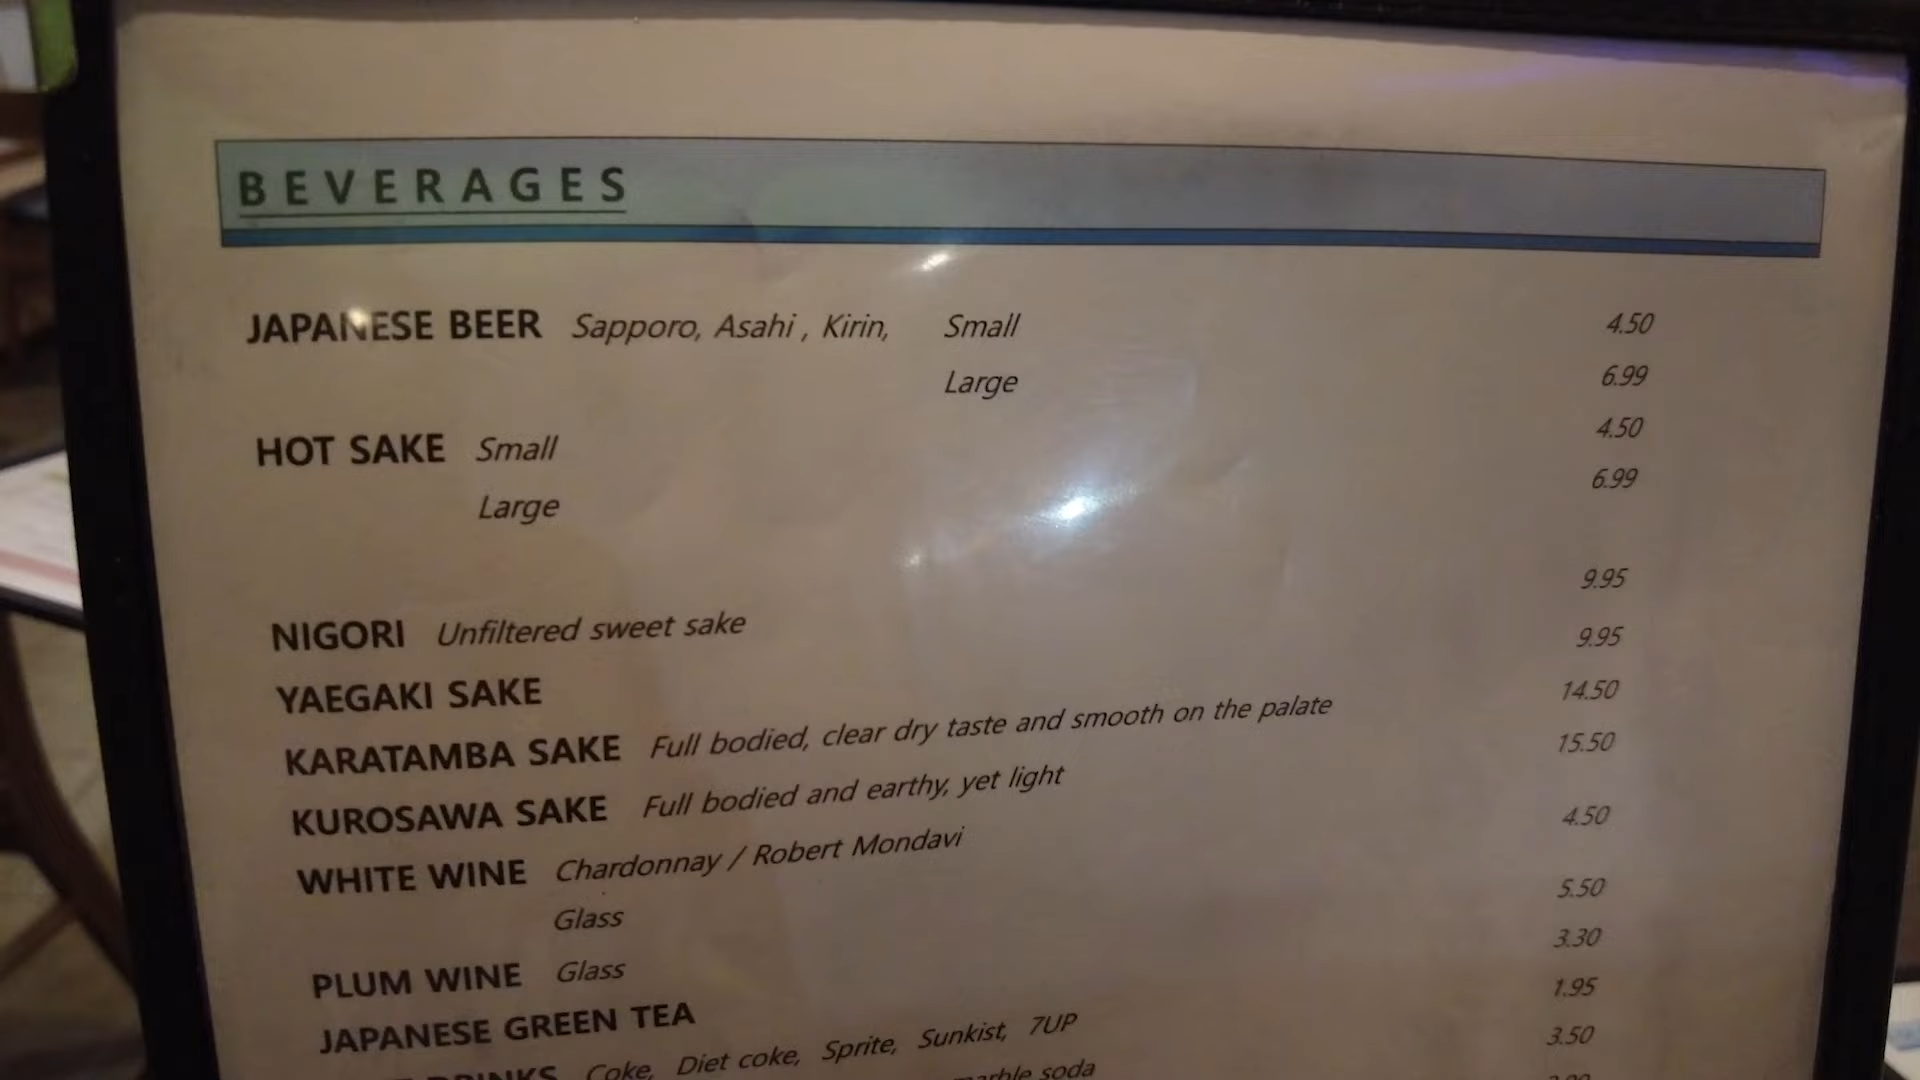 BEVERAGES
JAPANESE BEER Sapporo, Asahi , Kirin, Small 4.50
Large 6.99
HOT SAKE Small 4.50
Large 6.99
NIGORI Unfiltered sweet sake 9.95
YAEGAKI SAKE 9.95
KARATAMBA SAKE Full bodied, clear dry taste and smooth on the palate 14.50
KUROSAWA SAKE Full bodied and earthy, yet light 15.50
WHITE WINE Chardonnay / Robert Mondavi
Glass 4.50
PLUM WINE Glass 5.50
JAPANESE GREEN TEA 3.30
DRINKS Coke, Diet coke, Sprite, Sunkist, 7UP 1.95
marble soda 3.50